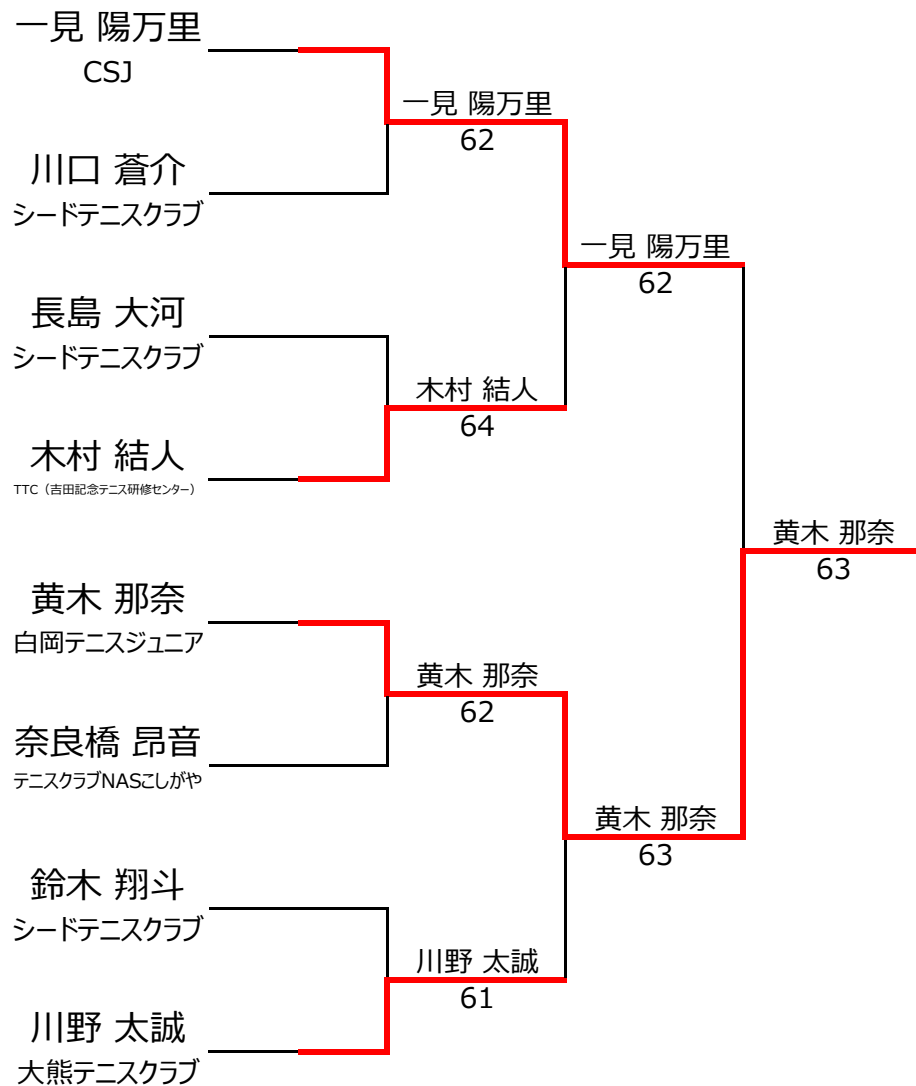 一見 陽万里
CSJ
川口 蒼介
シードテニスクラブ
長島 大河
シードテニスクラブ
木村 結人
TTC（吉田記念テニス研修センター）
黄木 那奈
白岡テニスジュニア
奈良橋 昂音
テニスクラブNASこしがや
鈴木 翔斗
シードテニスクラブ
川野 太誠
大熊テニスクラブ
一見 陽万里
62
木村 結人
64
黄木 那奈
62
川野 太誠
61
一見 陽万里
62
黄木 那奈
63
黄木 那奈
63